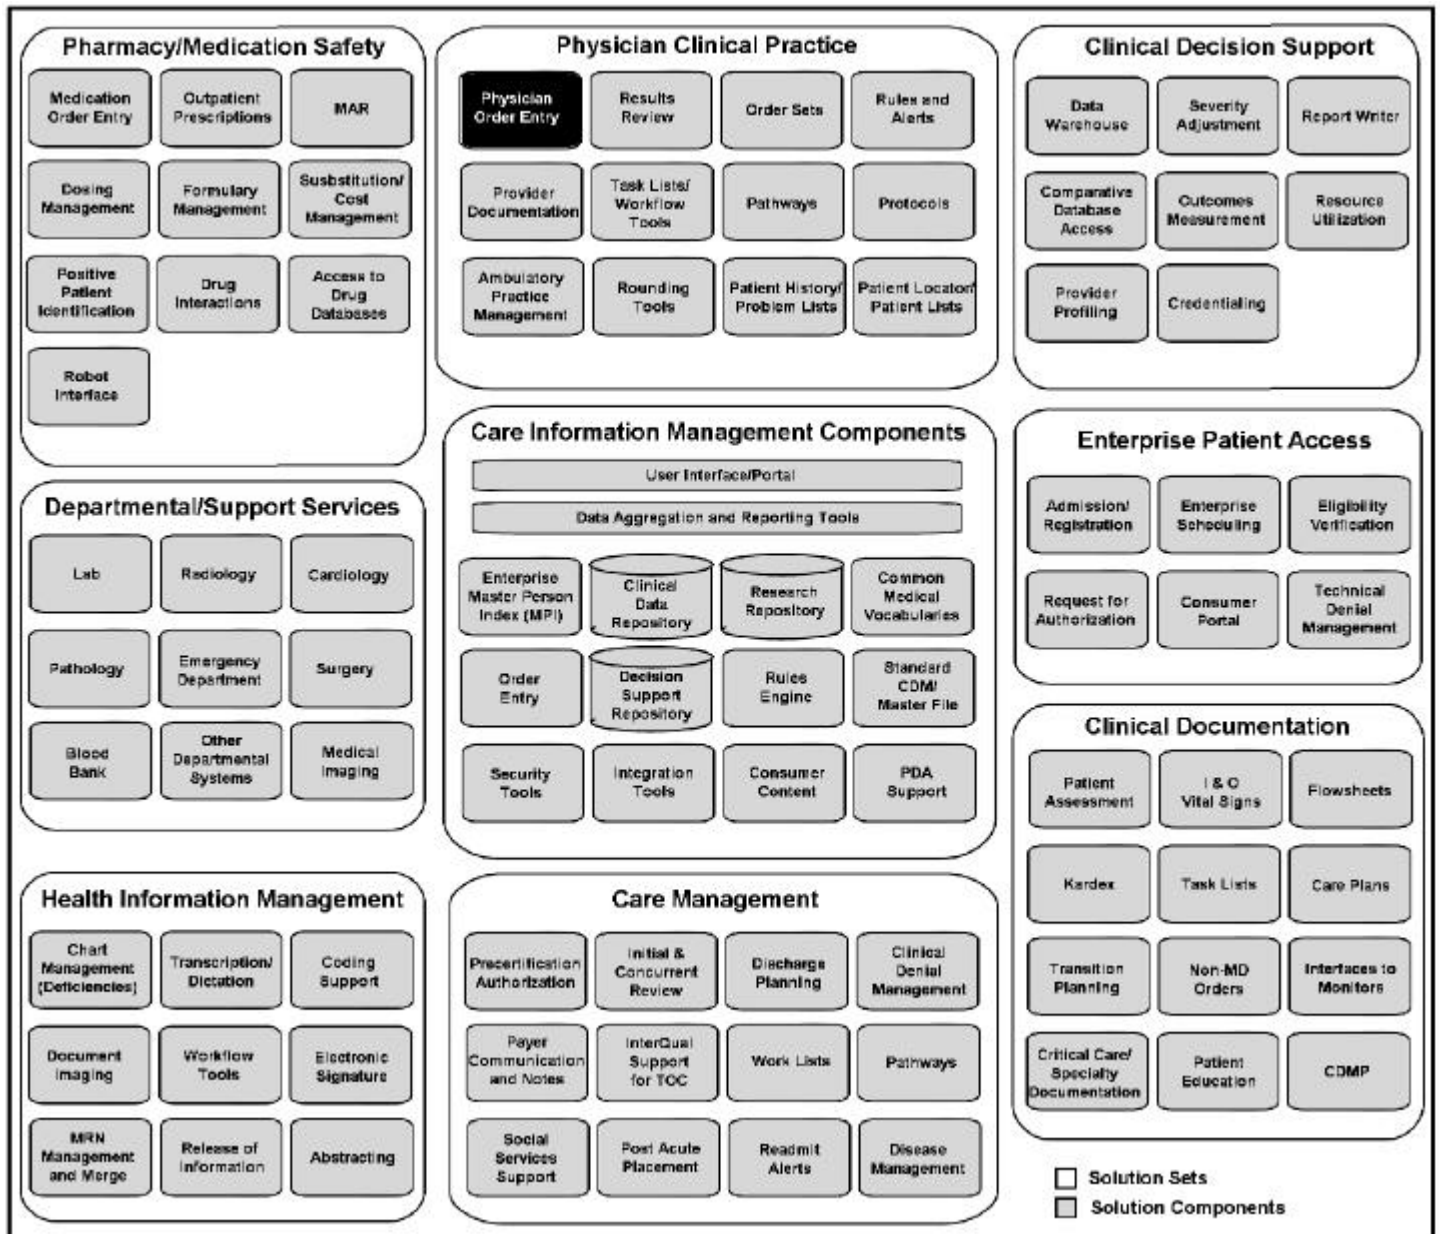 Pharmacy/Medication Safety
Medication
Order Entry
Outpatient
Prescriptions
MAR
Dosing
Management
Formulary
Management
Susbstitution/
Cost
Management
Positive
Patient
Identification
Drug
Interactions
Access to
Drug
Databases
Robot
Interface
Physician Clinical Practice
Physician
Order Entry
Results
Review
Order Sets
Rules and
Alerts
Provider
Documentation
Task Lists/
Workflow
Tools
Pathways
Protocols
Ambulatory
Practice
Management
Rounding
Tools
Patient History/
Problem Lists
Patient Locator/
Patient Lists
Clinical Decision Support
Data
Warehouse
Severity
Adjustment
Report Writer
Comparative
Database
Access
Outcomes
Measurement
Resource
Utilization
Provider
Profiling
Credentialing
Departmental/Support Services
Lab
Radiology
Cardiology
Pathology
Emergency
Department
Surgery
Blood
Bank
Other
Departmental
Systems
Medical
Imaging
Care Information Management Components
User Interface/Portal
Data Aggregation and Reporting Tools
Enterprise
Master Person
Index (MPI)
Clinical
Data
Repository
Research
Repository
Common
Medical
Vocabularies
Order
Entry
Decision
Support
Repository
Rules
Engine
Standard
CDM/
Master File
Security
Tools
Integration
Tools
Consumer
Content
PDA
Support
Enterprise Patient Access
Admission/
Registration
Enterprise
Scheduling
Eligibility
Verification
Request for
Authorization
Consumer
Portal
Technical
Denial
Management
Clinical Documentation
Patient
Assessment
I & O
Vital Signs
Flowsheets
Kardex
Task Lists
Care Plans
Transition
Planning
Non-MD
Orders
Interfaces to
Monitors
Critical Care/
Specialty
Documentation
Patient
Education
CDMP
Health Information Management
Chart
Management
(Deficiencies)
Transcription/
Dictation
Coding
Support
Document
Imaging
Workflow
Tools
Electronic
Signature
MRN
Management
and Merge
Release of
Information
Abstracting
Care Management
Precertification
Authorization
Initial &
Concurrent
Review
Discharge
Planning
Clinical
Denial
Management
Payer
Communication
and Notes
InterQual
Support
for TOC
Work Lists
Pathways
Social
Services
Support
Post Acute
Placement
Readmit
Alerts
Disease
Management
Solution Sets
Solution Components